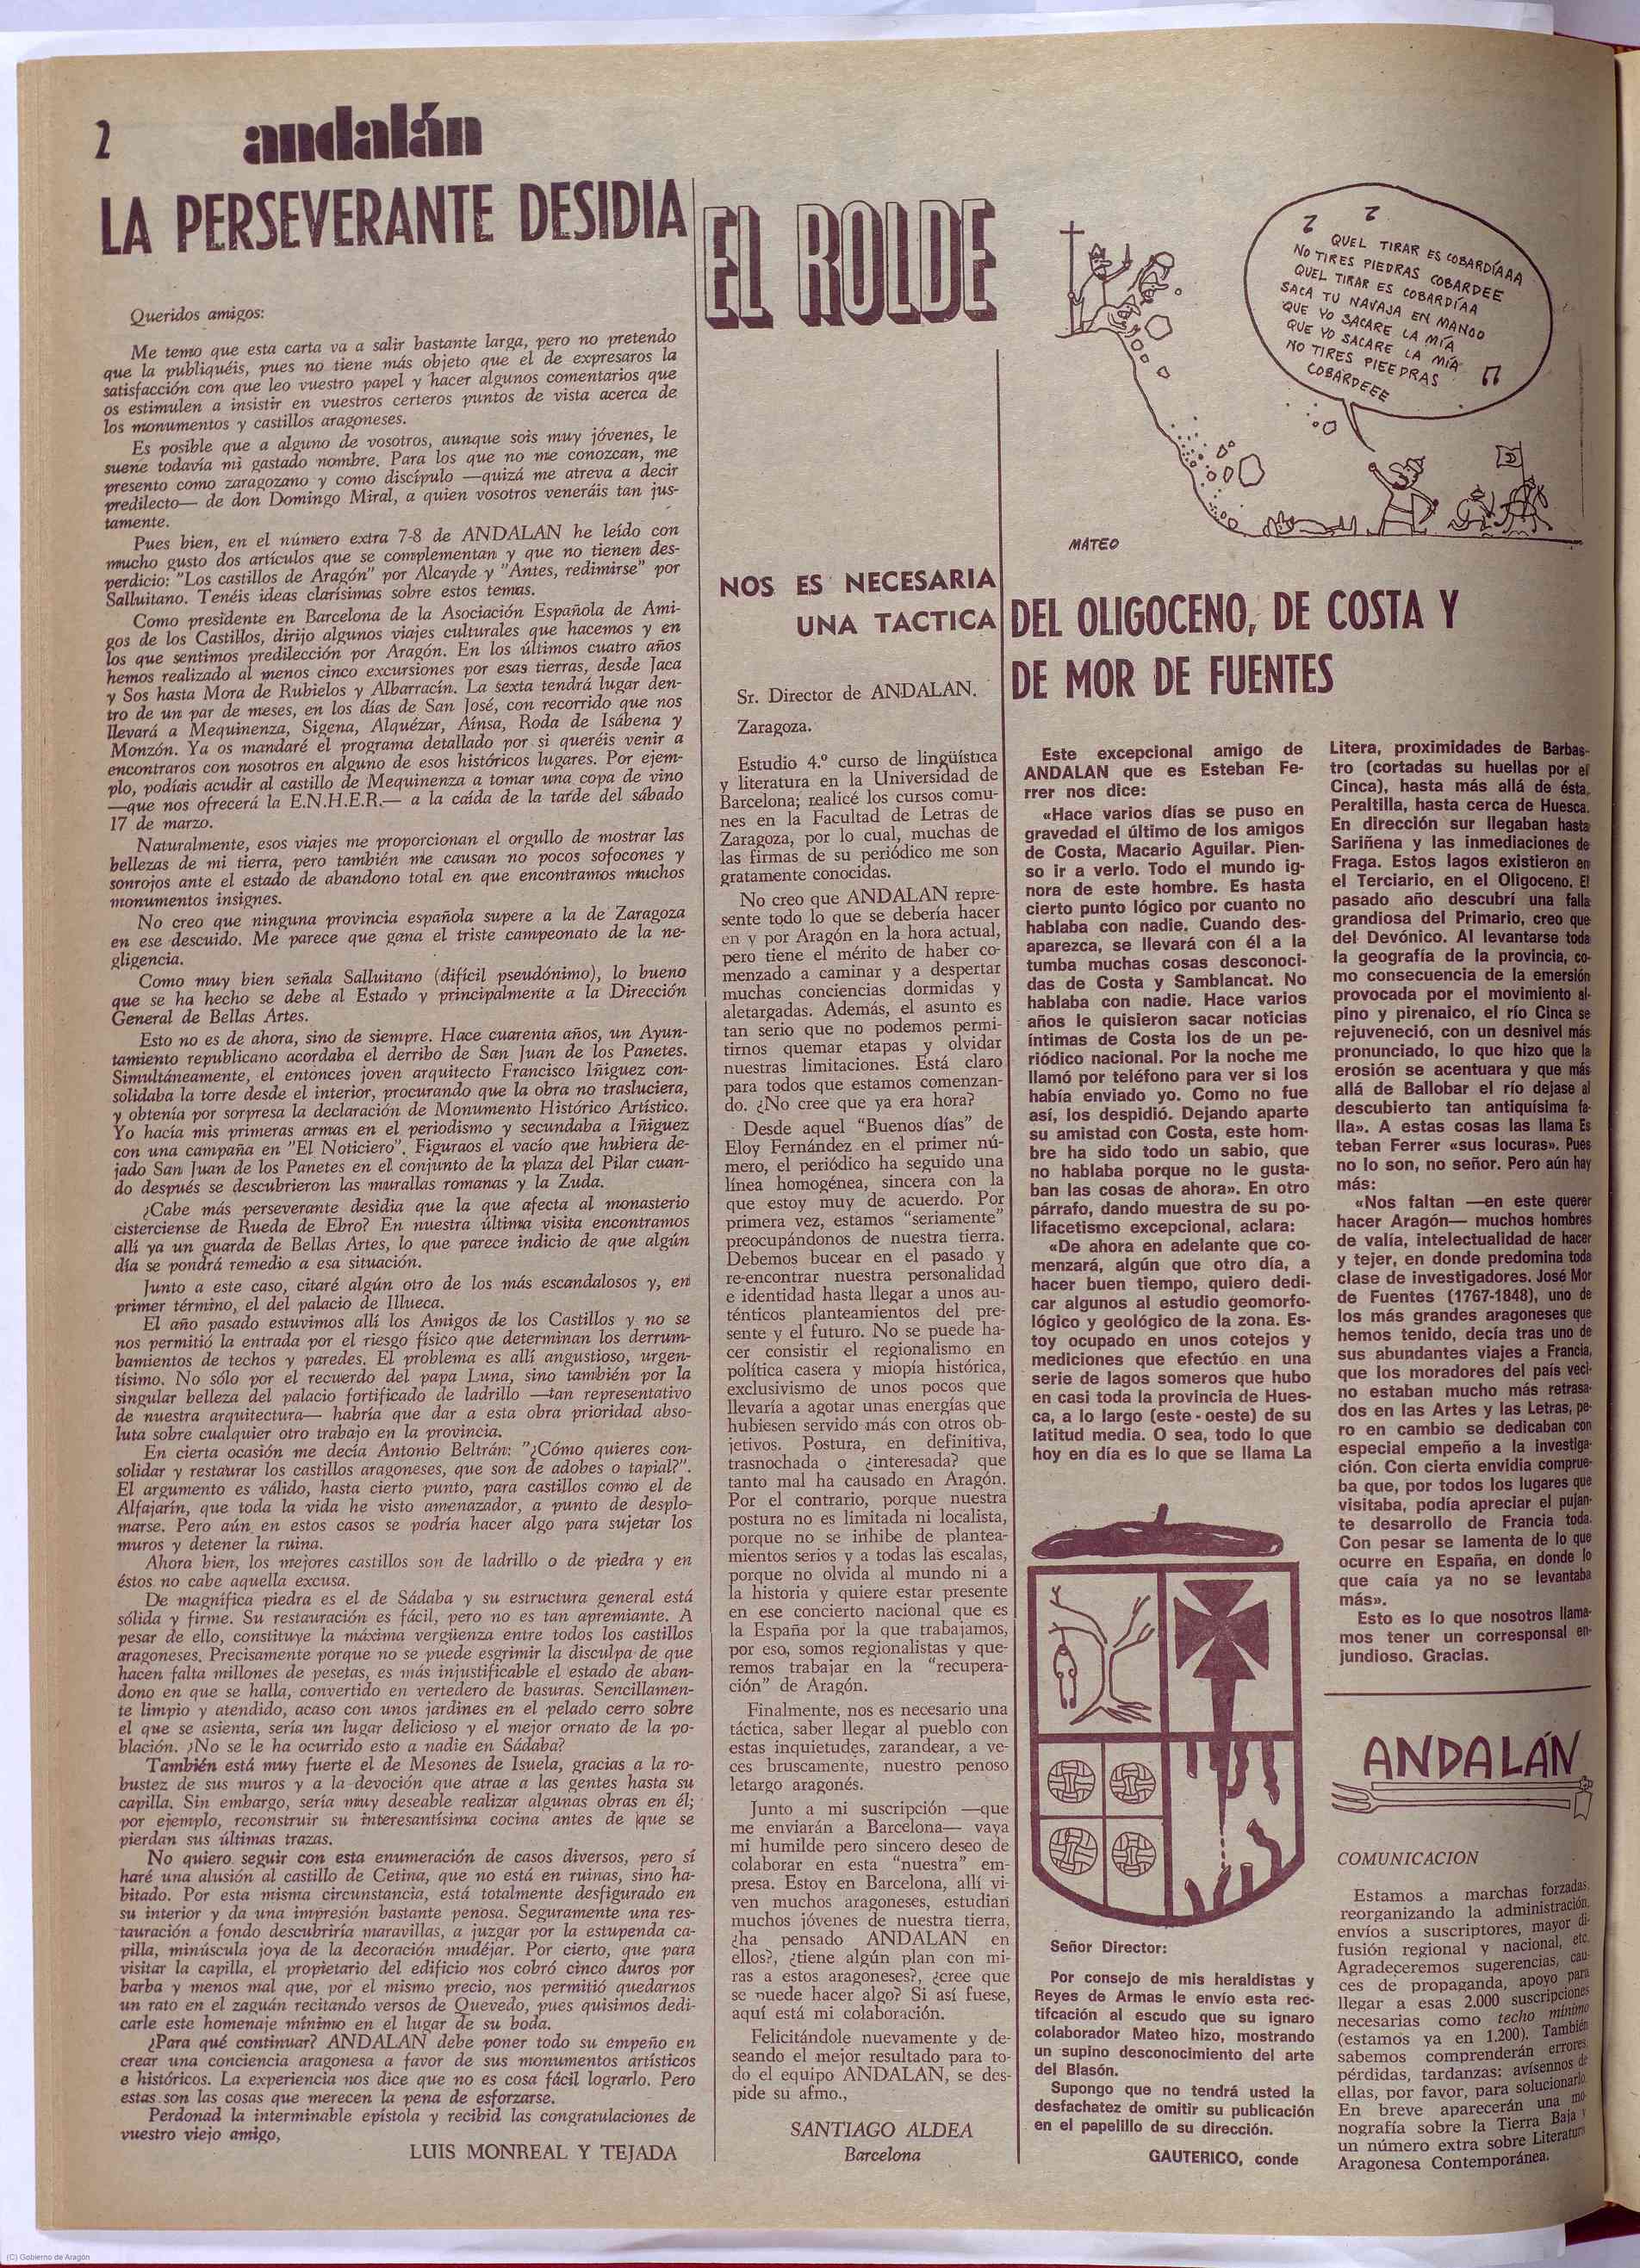 2
andalán
LA PERSEVERANTE DESIDIA
Queridos amigos:
Me temo que esta carta va a salir bastante larga, pero no pretendo
que la publiquéis, pues no tiene más objeto que el de expresaros la
satisfacción con que leo vuestro papel y hacer algunos comentarios que
os estimulen a insistir en vuestros certeros puntos de vista acerca de
los monumentos y castillos aragoneses.
Es posible que a alguno de vosotros, aunque sois muy jóvenes, le
suene todavía mi gastado nombre. Para los que no me conozcan, me
presento como zaragozano y como discípulo —quizá me atreva a decir
predilecto— de don Domingo Miral, a quien vosotros veneráis tan jus-
tamente.
Pues bien, en el número extra 7-8 de ANDALAN he leído con
mucho gusto dos artículos que se complementan y que no tienen des-
perdicio: "Los castillos de Aragón" por Alcayde y "Antes, redimirse" por
Salluitano. Tenéis ideas clarísimas sobre estos temas.
Como presidente en Barcelona de la Asociación Española de Ami-
gos de los Castillos, dirijo algunos viajes culturales que hacemos y en
los que sentimos predilección por Aragón. En los últimos cuatro años
hemos realizado al menos cinco excursiones por esas tierras, desde Jaca
y Sos hasta Mora de Rubielos y Albarracín. La sexta tendrá lugar den-
tro de un par de meses, en los días de San José, con recorrido que nos
llevará a Mequinenza, Sigena, Alquézar, Aínsa, Roda de Isábena y
Monzón. Ya os mandaré el programa detallado por si queréis venir a
encontraros con nosotros en alguno de esos históricos lugares. Por ejem-
plo, podíais acudir al castillo de Mequinenza a tomar una copa de vino
—que nos ofrecerá la E.N.H.E.R.— a la caída de la tarde del sábado
17 de marzo.
Naturalmente, esos viajes me proporcionan el orgullo de mostrar las
bellezas de mi tierra, pero también me causan no pocos sofocones y
sonrojos ante el estado de abandono total en que encontramos muchos
monumentos insignes.
No creo que ninguna provincia española supere a la de Zaragoza
en ese descuido. Me parece que gana el triste campeonato de la ne-
gligencia.
Como muy bien señala Salluitano (difícil pseudónimo), lo bueno
que se ha hecho se debe al Estado y principalmente a la Dirección
General de Bellas Artes.
Esto no es de ahora, sino de siempre. Hace cuarenta años, un Ayun-
tamiento republicano acordaba el derribo de San Juan de los Panetes.
Simultáneamente, el entonces joven arquitecto Francisco Iñiguez con-
solidaba la torre desde el interior, procurando que la obra no trasluciera,
y obtenía por sorpresa la declaración de Monumento Histórico Artístico.
Yo hacía mis primeras armas en el periodismo y secundaba a Iñiguez
con una campaña en "El Noticiero". Figuraos el vacío que hubiera de-
jado San Juan de los Panetes en el conjunto de la plaza del Pilar cuan-
do después se descubrieron las murallas romanas y la Zuda.
¿Cabe más perseverante desidia que la que afecta al monasterio
cisterciense de Rueda de Ebro? En nuestra última visita encontramos
allí ya un guarda de Bellas Artes, lo que parece indicio de que algún
día se pondrá remedio a esa situación.
Junto a este caso, citaré algún otro de los más escandalosos y, en
primer término, el del palacio de Illueca.
El año pasado estuvimos allí los Amigos de los Castillos y no se
nos permitió la entrada por el riesgo físico que determinan los derrum-
bamientos de techos y paredes. El problema es allí angustioso, urgen-
tísimo. No sólo por el recuerdo del papa Luna, sino también por la
singular belleza del palacio fortificado de ladrillo —tan representativo
de nuestra arquitectura— habría que dar a esta obra prioridad abso-
luta sobre cualquier otro trabajo en la provincia.
En cierta ocasión me decía Antonio Beltrán: "¿Cómo quieres con-
solidar y restaurar los castillos aragoneses, que son de adobes o tapial?".
El argumento es válido, hasta cierto punto, para castillos como el de
Alfajarín, que toda la vida he visto amenazador, a punto de desplo-
marse. Pero aún en estos casos se podría hacer algo para sujetar los
muros y detener la ruina.
Ahora bien, los mejores castillos son de ladrillo o de piedra y en
éstos no cabe aquella excusa.
De magnífica piedra es el de Sádaba y su estructura general está
sólida y firme. Su restauración es fácil, pero no es tan apremiante. A
pesar de ello, constituye la máxima vergüenza entre todos los castillos
aragoneses. Precisamente porque no se puede esgrimir la disculpa de que
hacen falta millones de pesetas, es más injustificable el estado de aban-
dono en que se halla, convertido en vertedero de basuras. Sencillamen-
te limpio y atendido, acaso con unos jardines en el pelado cerro sobre
el que se asienta, sería un lugar delicioso y el mejor ornato de la po-
blación. ¿No se le ha ocurrido esto a nadie en Sádaba?
También está muy fuerte el de Mesones de Isuela, gracias a la ro-
bustez de sus muros y a la devoción que atrae a las gentes hasta su
capilla. Sin embargo, sería muy deseable realizar algunas obras en él;
por ejemplo, reconstruir su interesantísima cocina antes de que se
pierdan sus últimas trazas.
No quiero seguir con esta enumeración de casos diversos, pero sí
haré una alusión al castillo de Cetina, que no está en ruinas, sino ha-
bitado. Por esta misma circunstancia, está totalmente desfigurado en
su interior y da una impresión bastante penosa. Seguramente una res-
tauración a fondo descubriría maravillas, a juzgar por la estupenda ca-
pilla, minúscula joya de la decoración mudéjar. Por cierto, que para
visitar la capilla, el propietario del edificio nos cobró cinco duros por
barba y menos mal que, por el mismo precio, nos permitió quedarnos
un rato en el zaguán recitando versos de Quevedo, pues quisimos dedi-
carle este homenaje mínimo en el lugar de su boda.
¿Para qué continuar? ANDALAN debe poner todo su empeño en
crear una conciencia aragonesa a favor de sus monumentos artísticos
e históricos. La experiencia nos dice que no es cosa fácil lograrlo. Pero
estas son las cosas que merecen la pena de esforzarse.
Perdonad la interminable epístola y recibid las congratulaciones de
vuestro viejo amigo,
LUIS MONREAL Y TEJADA
EL ROLDE
NOS ES NECESARIA
UNA TACTICA
Sr. Director de ANDALAN.
Zaragoza.
Estudio 4.º curso de lingüística
y literatura en la Universidad de
Barcelona; realicé los cursos comu-
nes en la Facultad de Letras de
Zaragoza, por lo cual, muchas de
las firmas de su periódico me son
gratamente conocidas.
No creo que ANDALAN repre-
sente todo lo que se debería hacer
en y por Aragón en la hora actual,
pero tiene el mérito de haber co-
menzado a caminar y a despertar
muchas conciencias dormidas y
aletargadas. Además, el asunto es
tan serio que no podemos permi-
tirnos quemar etapas y olvidar
nuestras limitaciones. Está claro
para todos que estamos comenzan-
do. ¿No cree que ya era hora?
Desde aquel "Buenos días" de
Eloy Fernández en el primer nú-
mero, el periódico ha seguido una
línea homogénea, sincera con la
que estoy muy de acuerdo. Por
primera vez, estamos "seriamente"
preocupándonos de nuestra tierra.
Debemos bucear en el pasado y
re-encontrar nuestra personalidad
e identidad hasta llegar a unos au-
ténticos planteamientos del pre-
sente y el futuro. No se puede ha-
cer consistir el regionalismo en
política casera y miopía histórica,
exclusivismo de unos pocos que
llevaría a agotar unas energías que
hubiesen servido más con otros ob-
jetivos. Postura, en definitiva,
trasnochada o ¿interesada? que
tanto mal ha causado en Aragón.
Por el contrario, porque nuestra
postura no es limitada ni localista,
porque no se inhibe de plantea-
mientos serios y a todas las escalas,
porque no olvida al mundo ni a
la historia y quiere estar presente
en ese concierto nacional que es
la España por la que trabajamos,
por eso, somos regionalistas y que-
remos trabajar en la "recupera-
ción" de Aragón.
Finalmente, nos es necesario una
táctica, saber llegar al pueblo con
estas inquietudes, zarandear, a ve-
ces bruscamente, nuestro penoso
letargo aragonés.
Junto a mi suscripción —que
me enviarán a Barcelona— vaya
mi humilde pero sincero deseo de
colaborar en esta "nuestra" em-
presa. Estoy en Barcelona, allí vi-
ven muchos aragoneses, estudian
muchos jóvenes de nuestra tierra,
¿ha pensado ANDALAN en
ellos?, ¿tiene algún plan con mi-
ras a estos aragoneses?, ¿cree que
se puede hacer algo? Si así fuese,
aquí está mi colaboración.
Felicitándole nuevamente y de-
seando el mejor resultado para to-
do el equipo ANDALAN, se des-
pide su afmo.,
SANTIAGO ALDEA
Barcelona
QUEL TIRAR ES COBARDÍAAA
NO TIRES PIEDRAS COBARDEE
QUEL TIRAR ES COBARDÍAA
SACA TU NAVAJA EN MANOO
QUE YO SACARE LA MÍA
QUE YO SACARE LA MÍA
NO TIRES PIEEDRAS
COBARDEEE
MATEO
DEL OLIGOCENO, DE COSTA Y
DE MOR DE FUENTES
Este excepcional amigo de
ANDALAN que es Esteban Fe-
rrer nos dice:
«Hace varios días se puso en
gravedad el último de los amigos
de Costa, Macario Aguilar. Pien-
so ir a verlo. Todo el mundo ig-
nora de este hombre. Es hasta
cierto punto lógico por cuanto no
hablaba con nadie. Cuando des-
aparezca, se llevará con él a la
tumba muchas cosas desconoci-
das de Costa y Samblancat. No
hablaba con nadie. Hace varios
años le quisieron sacar noticias
íntimas de Costa los de un pe-
riódico nacional. Por la noche me
llamó por teléfono para ver si los
había enviado yo. Como no fue
así, los despidió. Dejando aparte
su amistad con Costa, este hom-
bre ha sido todo un sabio, que
no hablaba porque no le gusta-
ban las cosas de ahora». En otro
párrafo, dando muestra de su po-
lifacetismo excepcional, aclara:
«De ahora en adelante que co-
menzará, algún que otro día, a
hacer buen tiempo, quiero dedi-
car algunos al estudio geomorfo-
lógico y geológico de la zona. Es-
toy ocupado en unos cotejos y
mediciones que efectúo en una
serie de lagos someros que hubo
en casi toda la provincia de Hues-
ca, a lo largo (este-oeste) de su
latitud media. O sea, todo lo que
hoy en día es lo que se llama La
Litera, proximidades de Barbas-
tro (cortadas su huellas por el
Cinca), hasta más allá de ésta,
Peraltilla, hasta cerca de Huesca.
En dirección sur llegaban hasta
Sariñena y las inmediaciones de
Fraga. Estos lagos existieron en
el Terciario, en el Oligoceno. El
pasado año descubrí una falla
grandiosa del Primario, creo que
del Devónico. Al levantarse toda
la geografía de la provincia, co-
mo consecuencia de la emersión
provocada por el movimiento al-
pino y pirenaico, el río Cinca se
rejuveneció, con un desnivel más
pronunciado, lo que hizo que la
erosión se acentuara y que más
allá de Ballobar el río dejase al
descubierto tan antiquísima fa-
lla». A estas cosas las llama Es
teban Ferrer «sus locuras». Pues
no lo son, no señor. Pero aún hay
más:
«Nos faltan —en este querer
hacer Aragón— muchos hombres
de valía, intelectualidad de hacer
y tejer, en donde predomina toda
clase de investigadores. José Mor
de Fuentes (1767-1848), uno de
los más grandes aragoneses que
hemos tenido, decía tras uno de
sus abundantes viajes a Francia,
que los moradores del país veci-
no estaban mucho más retrasa-
dos en las Artes y las Letras, pe-
ro en cambio se dedicaban con
especial empeño a la investiga-
ción. Con cierta envidia comprue-
ba que, por todos los lugares que
visitaba, podía apreciar el pujan-
te desarrollo de Francia toda.
Con pesar se lamenta de lo que
ocurre en España, en donde lo
que caía ya no se levantaba
más».
Esto es lo que nosotros llama-
mos tener un corresponsal en-
jundioso. Gracias.
Señor Director:
Por consejo de mis heraldistas y
Reyes de Armas le envío esta rec-
tifcación al escudo que su ignaro
colaborador Mateo hizo, mostrando
un supino desconocimiento del arte
del Blasón.
Supongo que no tendrá usted la
desfachatez de omitir su publicación
en el papelillo de su dirección.
GAUTERICO, conde
ANDALÁN
COMUNICACION
Estamos a marchas forzadas,
reorganizando la administración,
envíos a suscriptores, mayor di-
fusión regional y nacional, etc.
Agradeceremos sugerencias, cau-
ces de propaganda, apoyo para
llegar a esas 2.000 suscripciones
necesarias como techo mínimo
(estamos ya en 1.200). También
sabemos comprenderán errores,
pérdidas, tardanzas: avísennos de
ellas, por favor, para solucionarlo.
En breve aparecerán una mo-
nografía sobre la Tierra Baja y
un número extra sobre Literatura
Aragonesa Contemporánea.
(C) Gobierno de Aragón